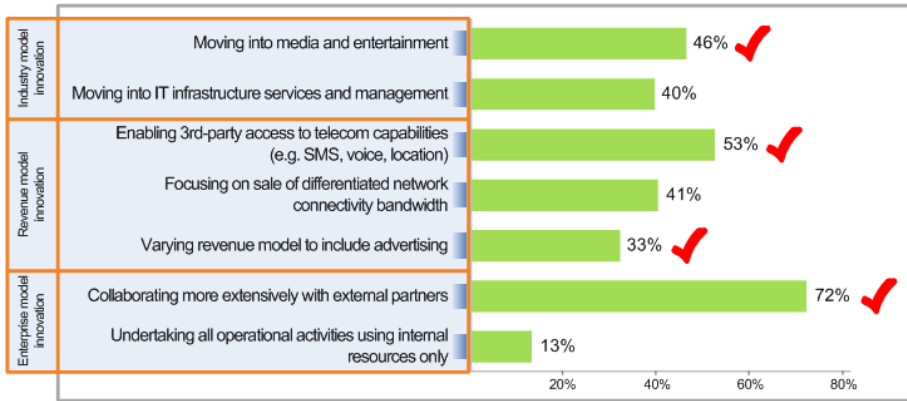 Industry model
innovation
Moving into media and entertainment
46%
Moving into IT infrastructure services and management
40%
Revenue model
innovation
Enabling 3rd-party access to telecom capabilities
(e.g. SMS, voice, location)
53%
Focusing on sale of differentiated network
connectivity bandwidth
41%
Varying revenue model to include advertising
33%
Enterprise model
innovation
Collaborating more extensively with external partners
72%
Undertaking all operational activities using internal
resources only
13%
20% 40% 60% 80%